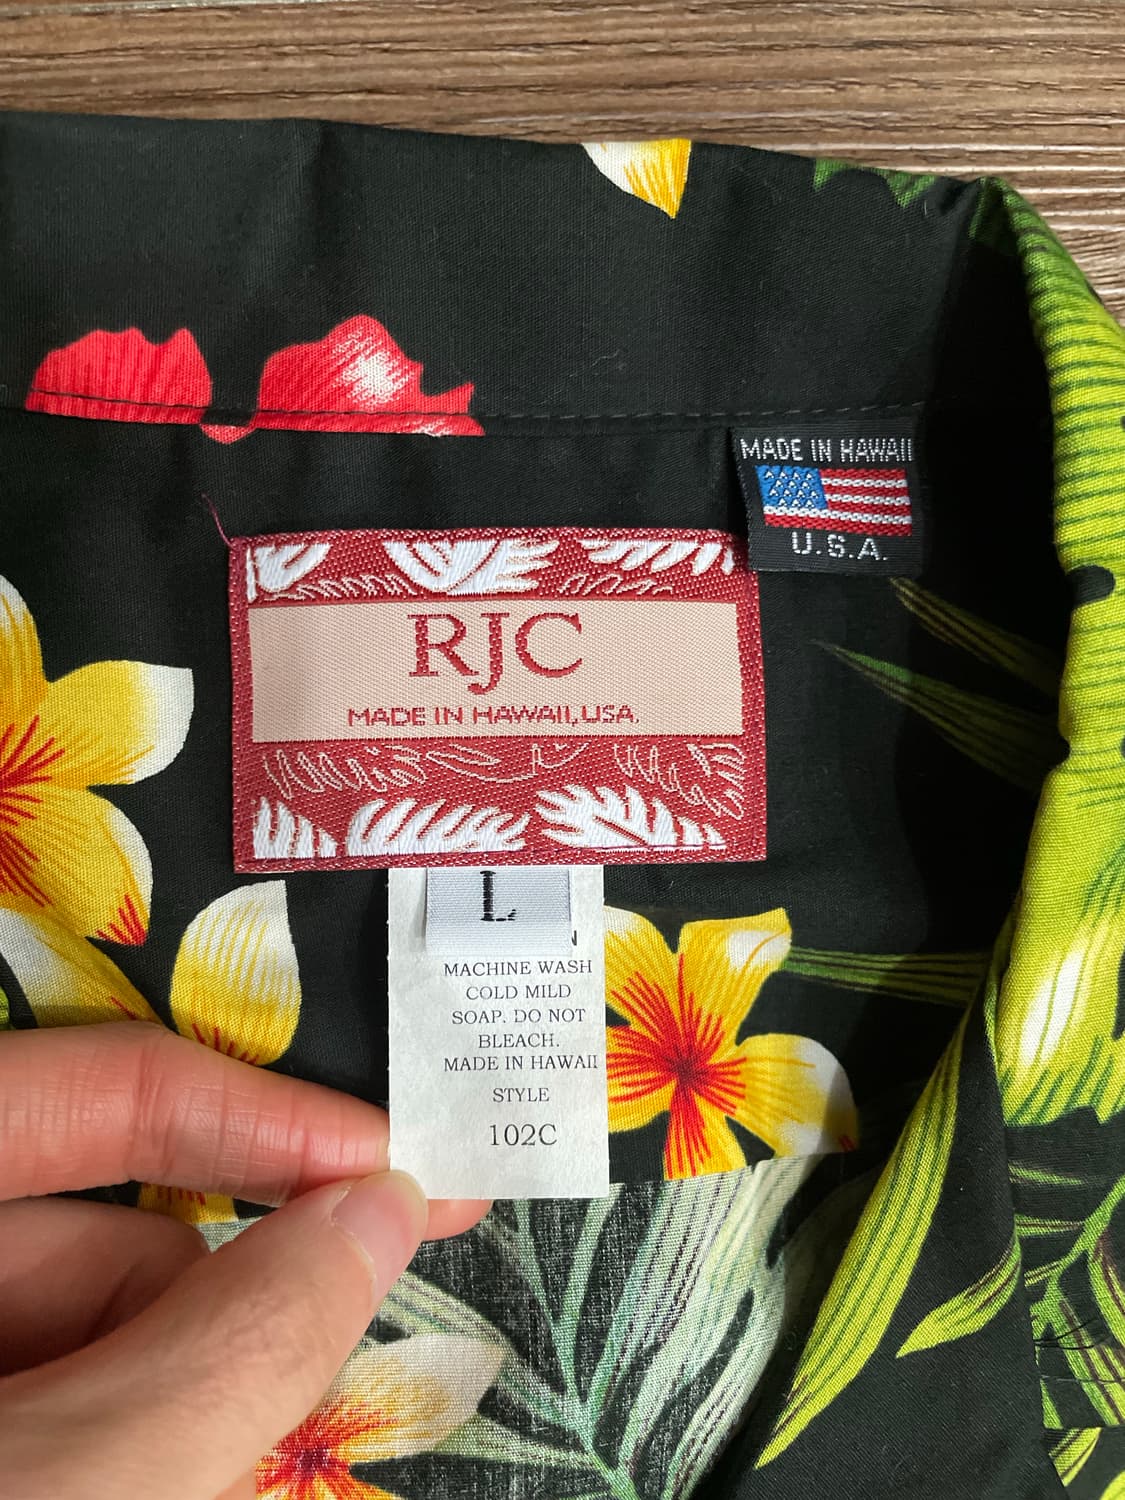 MADE IN HAWAII
U.S.A.
RJC
MADE IN HAWAII, USA.
L
MACHINE WASH
COLD MILD
SOAP. DO NOT
BLEACH.
MADE IN HAWAII
STYLE
102C